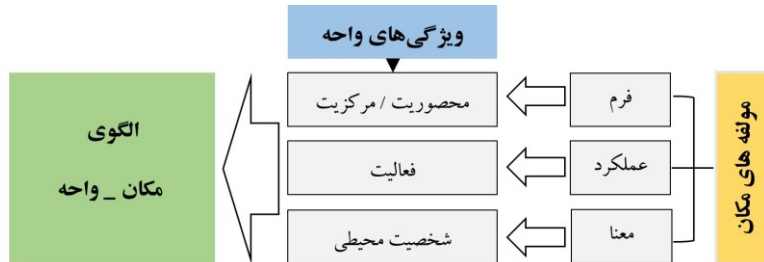 ویژگی‌های واحه
مولفه های مکان
فرم
محصوریت / مرکزیت
عملکرد
فعالیت
معنا
شخصیت محیطی
الگوی
مکان _ واحه